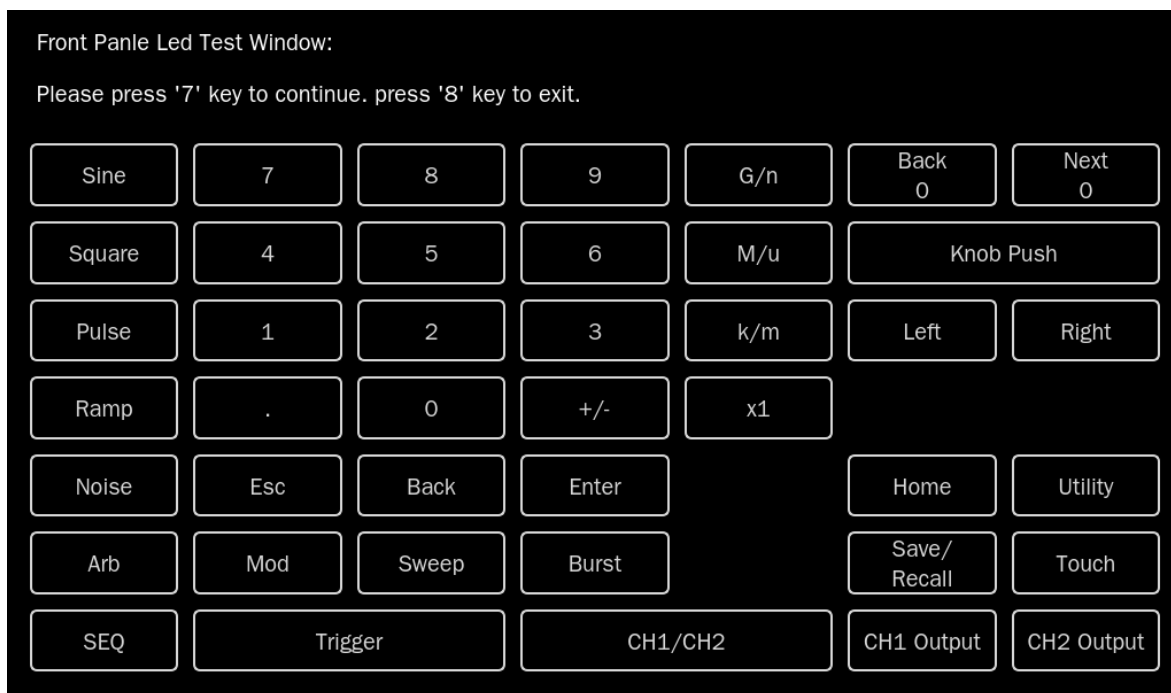 Front Panle Led Test Window:
Please press '7' key to continue. press '8' key to exit.
Sine 7 8 9 G/n Back 0 Next 0
Square 4 5 6 M/u Knob Push
Pulse 1 2 3 k/m Left Right
Ramp . 0 +/- x1
Noise Esc Back Enter Home Utility
Arb Mod Sweep Burst Save/ Recall Touch
SEQ Trigger CH1/CH2 CH1 Output CH2 Output